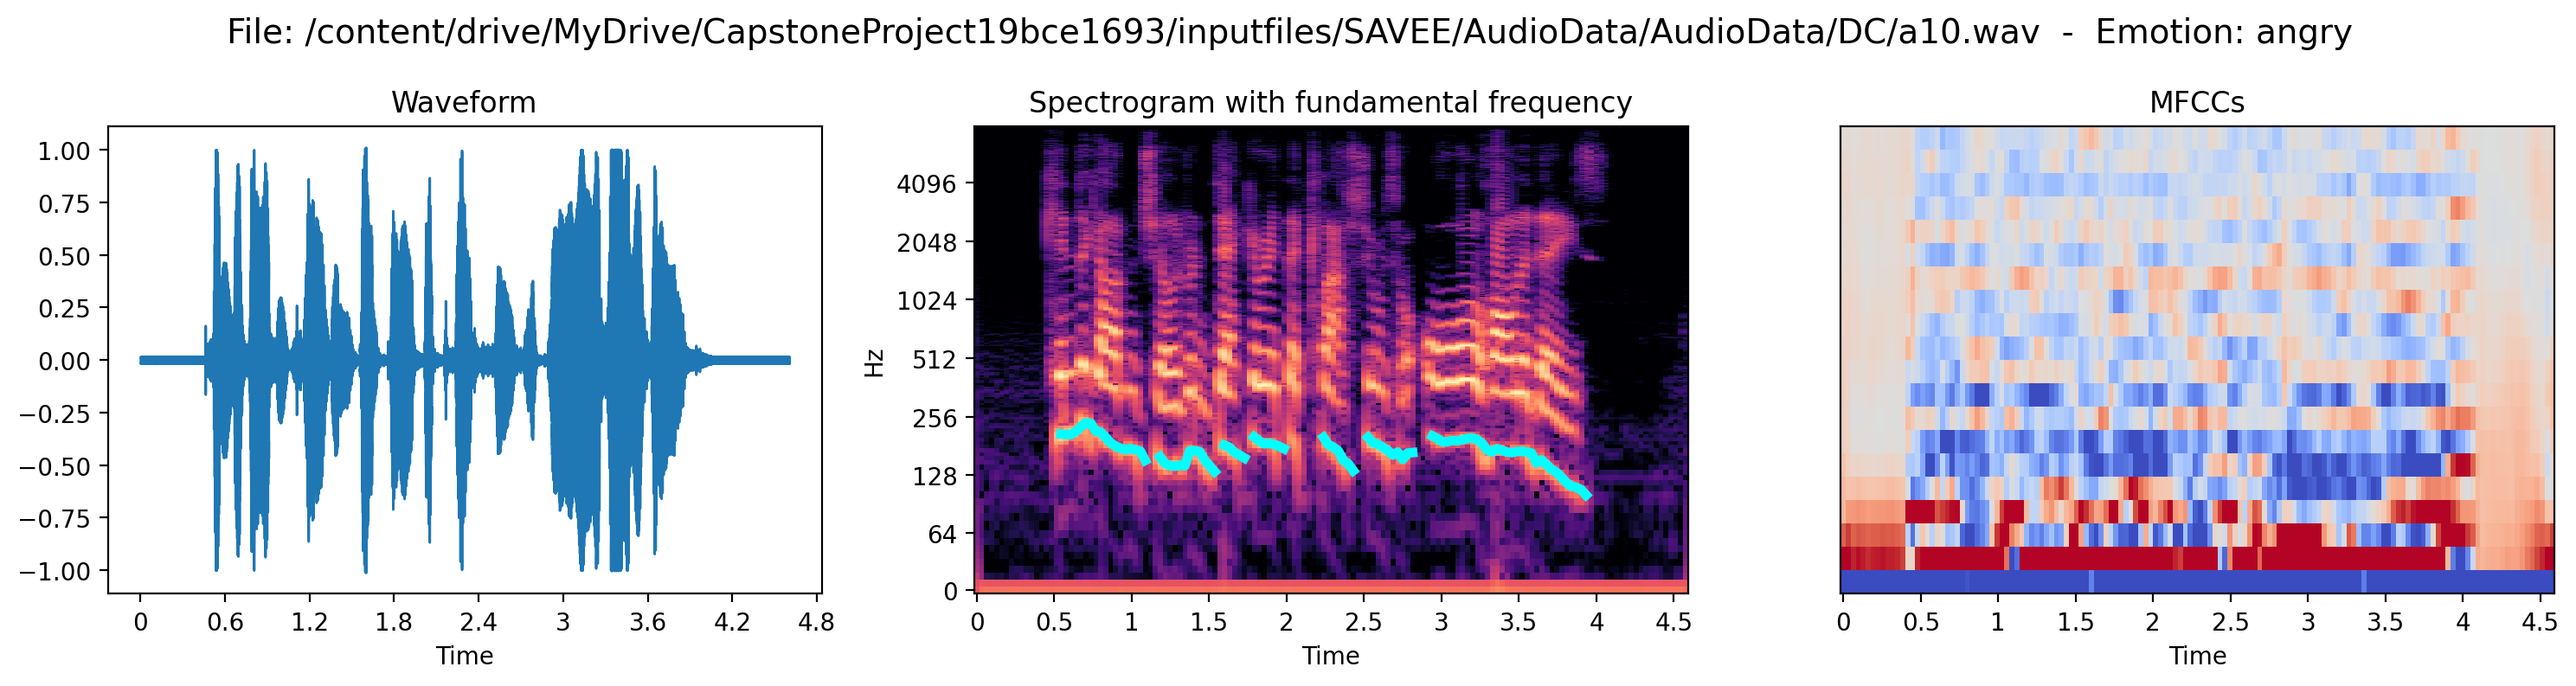 File: /content/drive/MyDrive/CapstoneProject19bce1693/inputfiles/SAVEE/AudioData/AudioData/DC/a10.wav - Emotion: angry
Waveform
1.00
0.75
0.50
0.25
0.00
−0.25
−0.50
−0.75
−1.00
0 0.6 1.2 1.8 2.4 3 3.6 4.2 4.8
Time
Spectrogram with fundamental frequency
Hz
4096
2048
1024
512
256
128
64
0
0 0.5 1 1.5 2 2.5 3 3.5 4 4.5
Time
MFCCs
0 0.5 1 1.5 2 2.5 3 3.5 4 4.5
Time